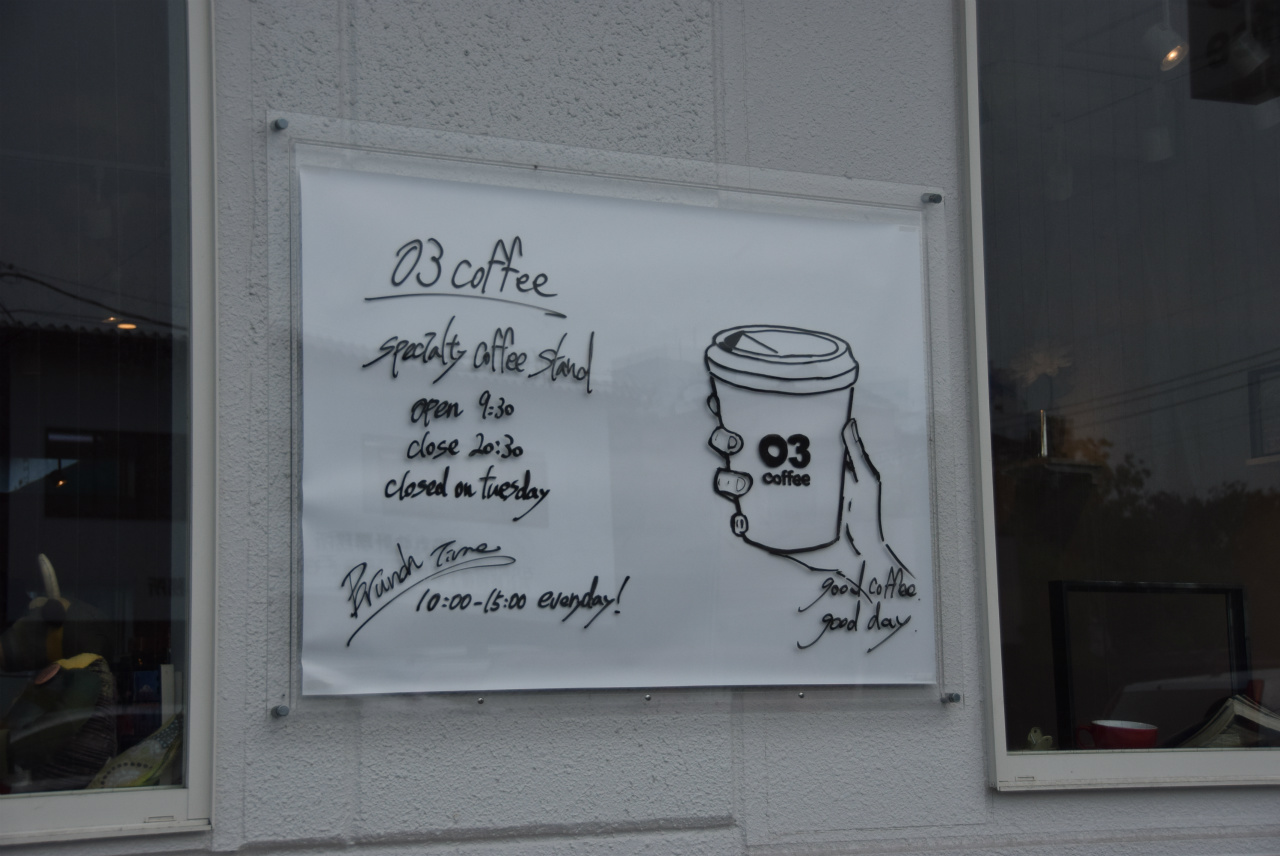 03 coffee
specialty coffee stand
open 9:30
close 20:30
closed on tuesday
Brunch Time
10:00-15:00 everyday!
03
coffee
good coffee.
good day.